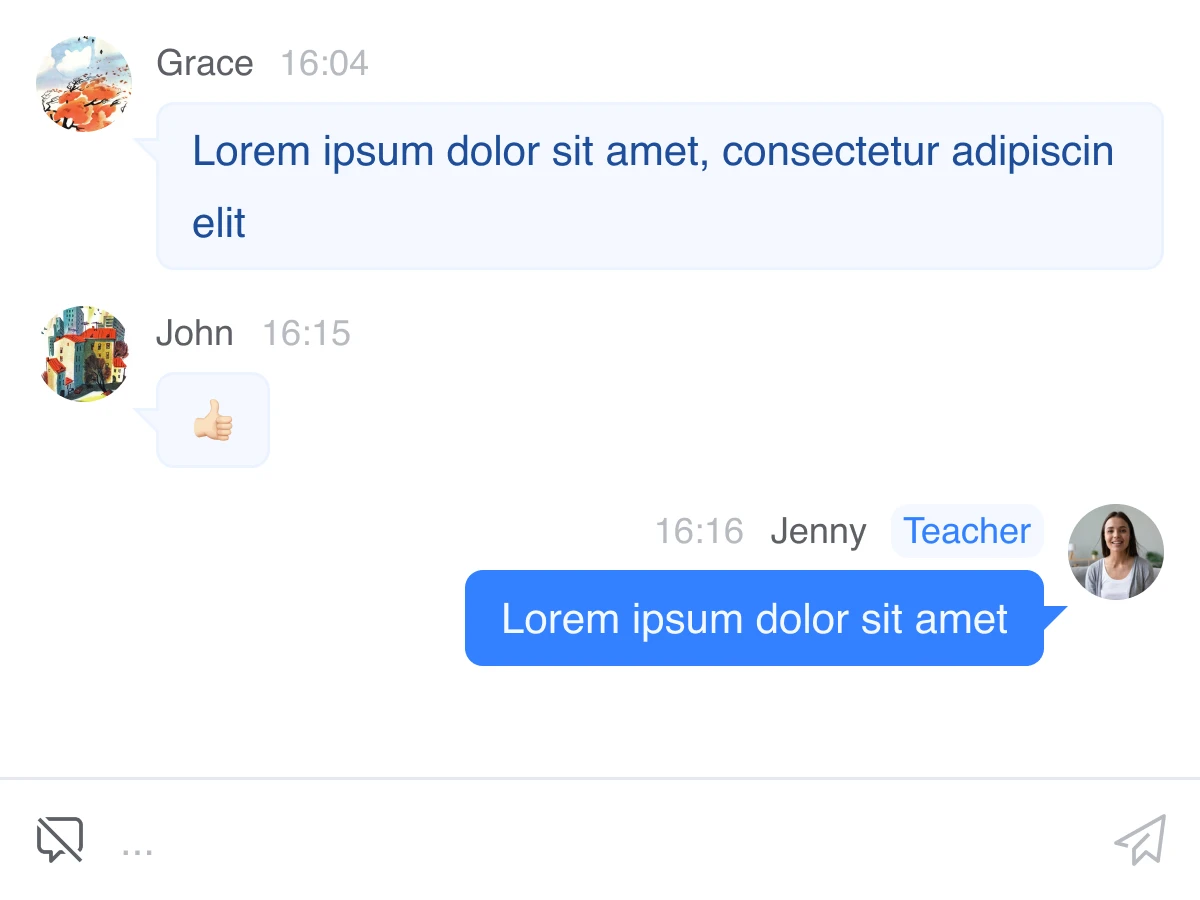 Grace 16:04
Lorem ipsum dolor sit amet, consectetur adipiscin
elit
John 16:15
👍🏻
16:16 Jenny Teacher
Lorem ipsum dolor sit amet
...